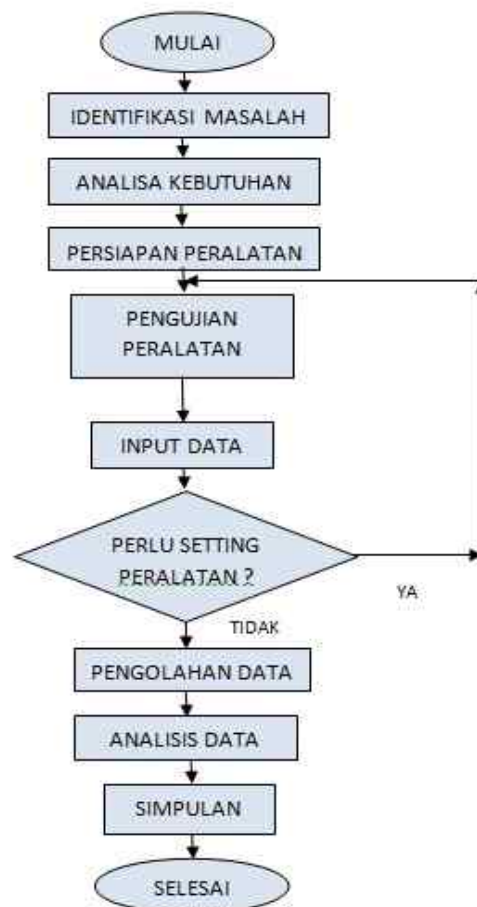 MULAI
IDENTIFIKASI MASALAH
ANALISA KEBUTUHAN
PERSIAPAN PERALATAN
PENGUJIAN
PERALATAN
INPUT DATA
PERLU SETTING
PERALATAN ?
YA
TIDAK
PENGOLAHAN DATA
ANALISIS DATA
SIMPULAN
SELESAI